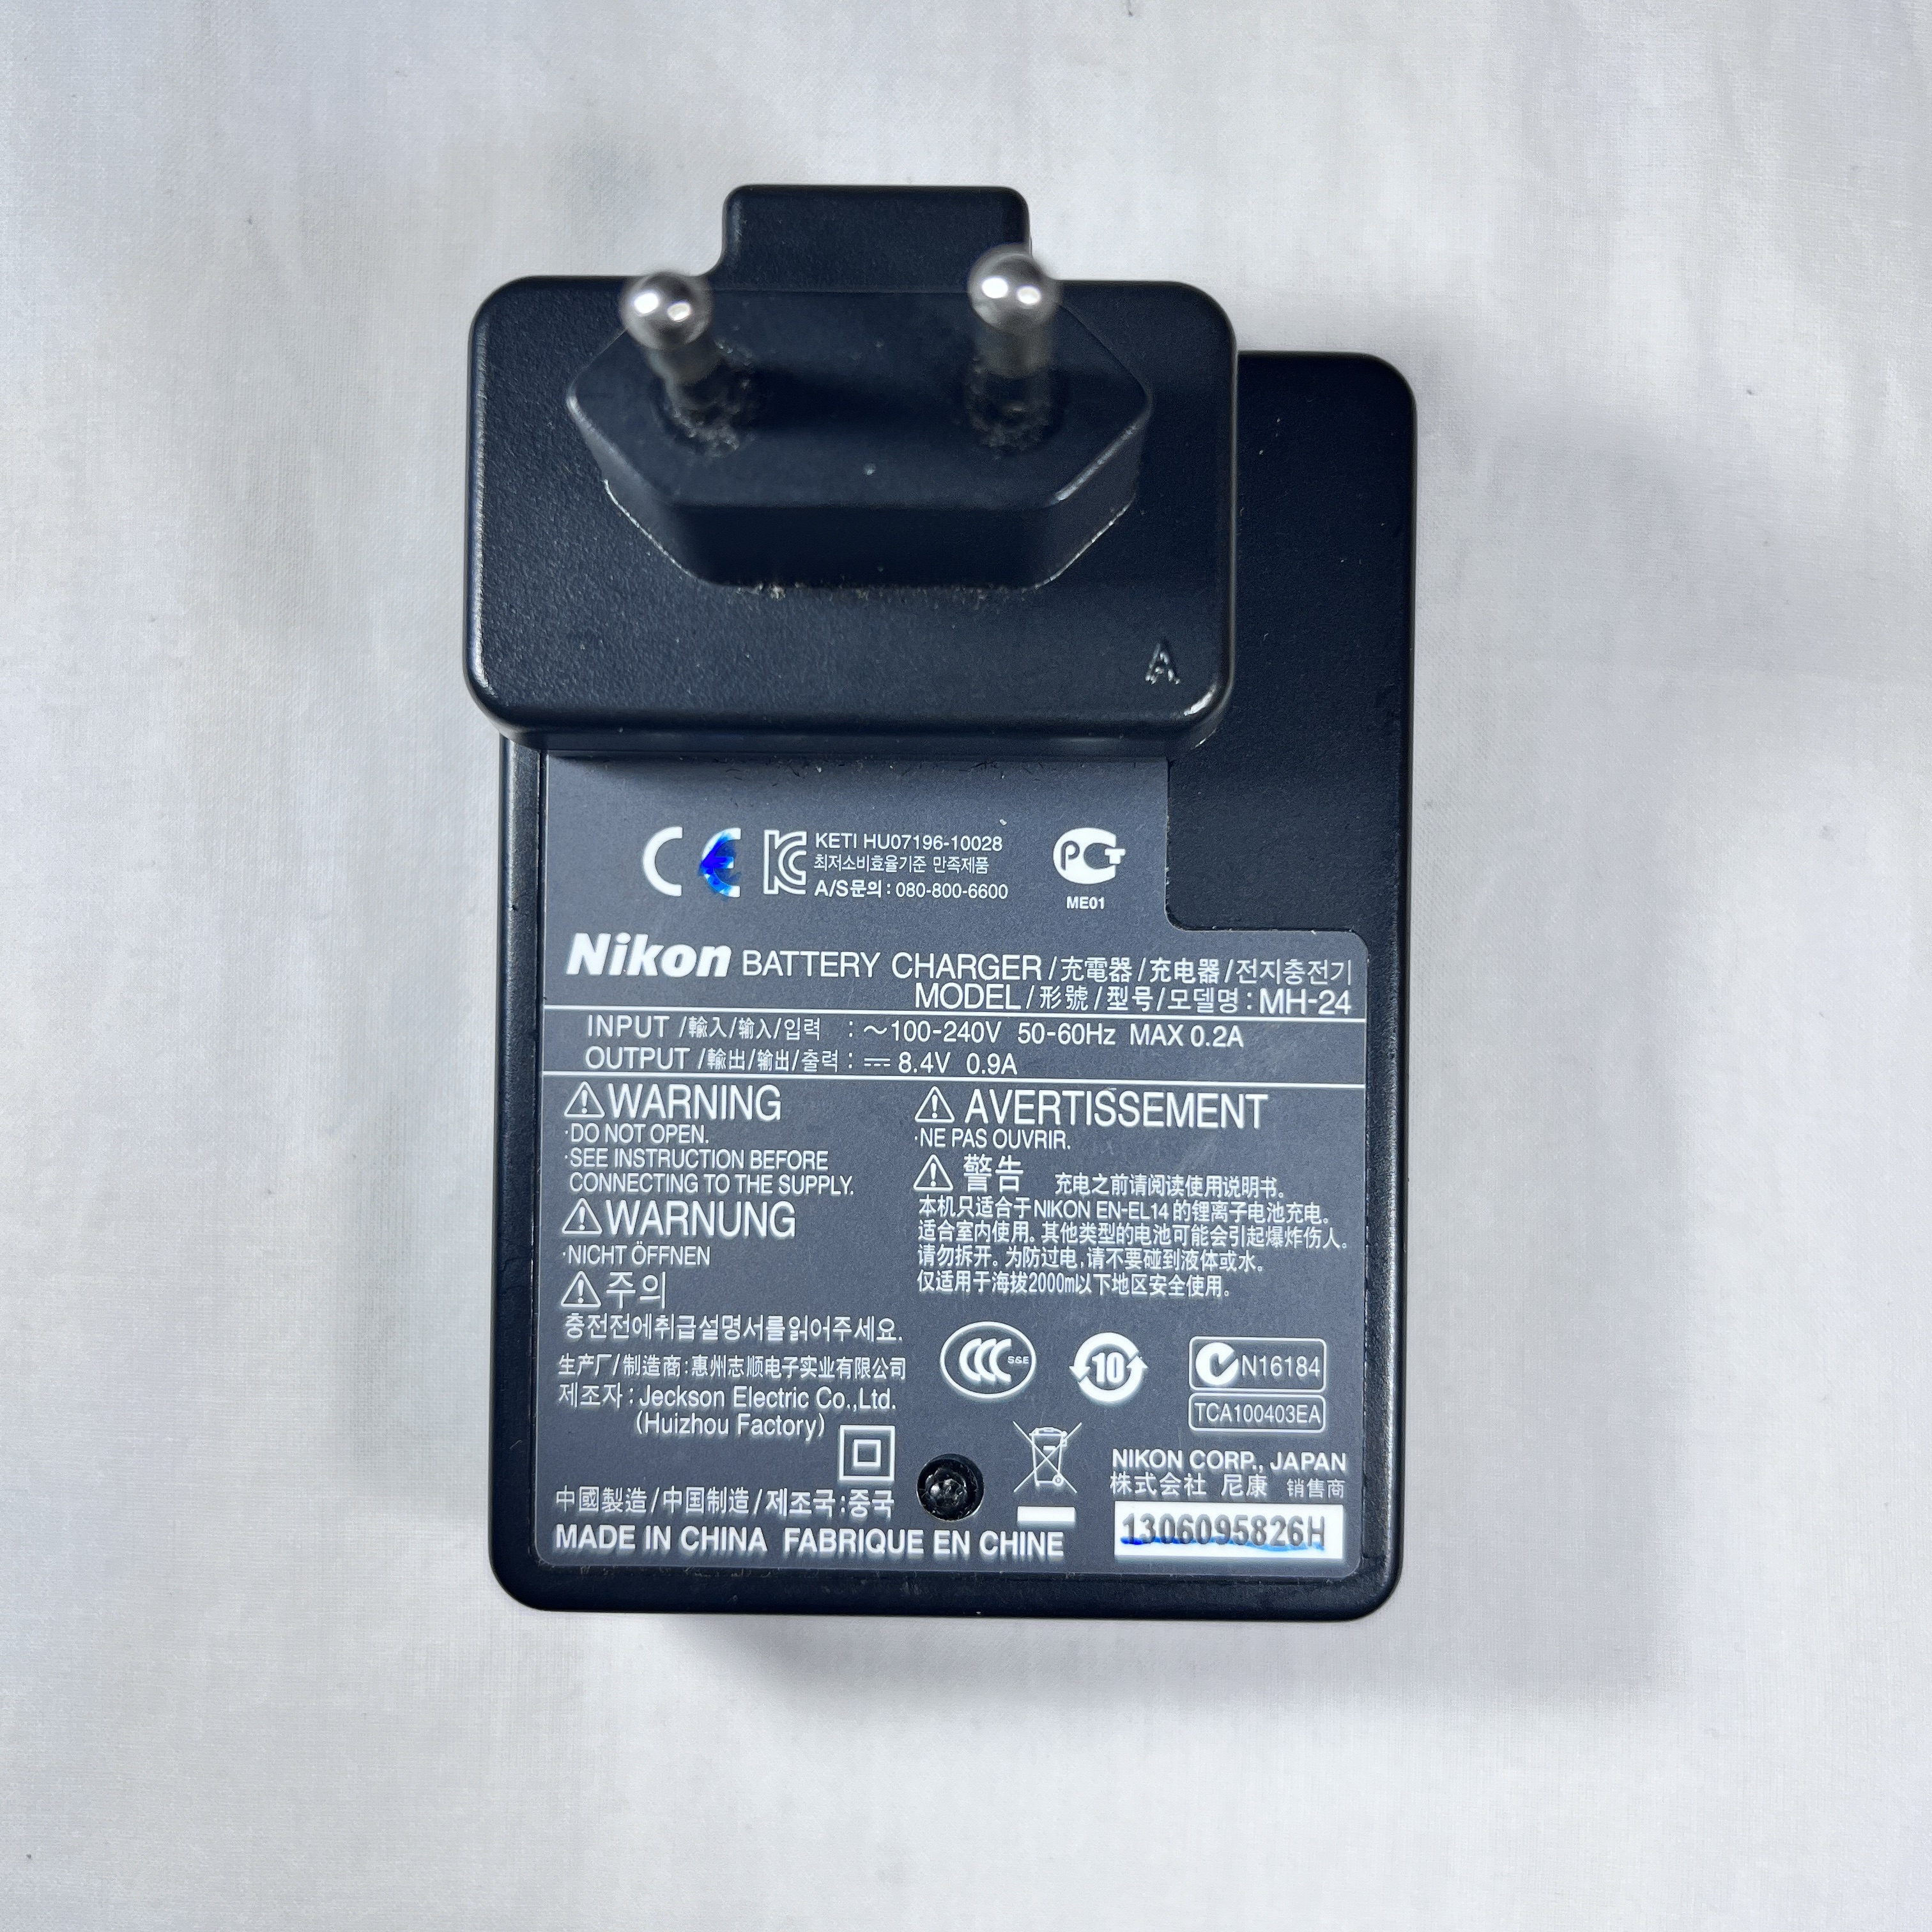 A
CE
KC
KETI HU07196-10028
최저소비효율기준 만족제품
A/S문의 : 080-800-6600
PCT
ME01
Nikon BATTERY CHARGER/充電器/充电器/전지충전기
MODEL/形號/型号/모델명 : MH-24
INPUT /輸入/输入/입력 : ～100-240V 50-60Hz MAX 0.2A
OUTPUT /輸出/输出/출력 : ⎓ 8.4V 0.9A
⚠WARNING
·DO NOT OPEN.
·SEE INSTRUCTION BEFORE
CONNECTING TO THE SUPPLY.
⚠WARNUNG
·NICHT ÖFFNEN
⚠주의
충전전에취급설명서를읽어주세요.
⚠ AVERTISSEMENT
·NE PAS OUVRIR.
⚠ 警告 充电之前请阅读使用说明书。
本机只适合于NIKON EN-EL14 的锂离子电池充电。
适合室内使用。其他类型的电池可能会引起爆炸伤人。
请勿拆开。为防过电,请不要碰到液体或水。
仅适用于海拔2000m以下地区安全使用。
生产厂/制造商:惠州志顺电子实业有限公司
제조자 : Jeckson Electric Co.,Ltd.
(Huizhou Factory)
CCC S&E
10
N16184
TCA100403EA
NIKON CORP., JAPAN
株式会社 尼康 销售商
中國製造/中国制造/제조국:중국
MADE IN CHINA FABRIQUE EN CHINE
1306095826H